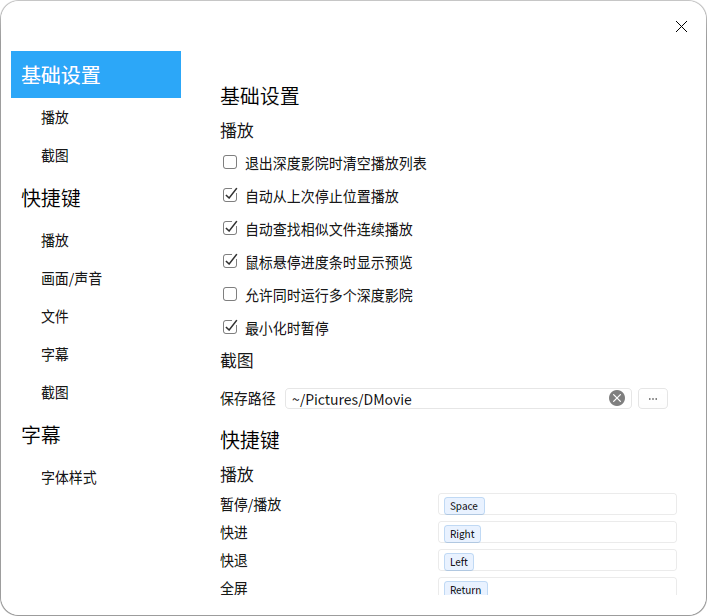 基础设置
播放
截图
快捷键
播放
画面/声音
文件
字幕
截图
字幕
字体样式
基础设置
播放
退出深度影院时清空播放列表
自动从上次停止位置播放
自动查找相似文件连续播放
鼠标悬停进度条时显示预览
允许同时运行多个深度影院
最小化时暂停
截图
保存路径 ~/Pictures/DMovie ...
快捷键
播放
暂停/播放 Space
快进 Right
快退 Left
全屏 Return